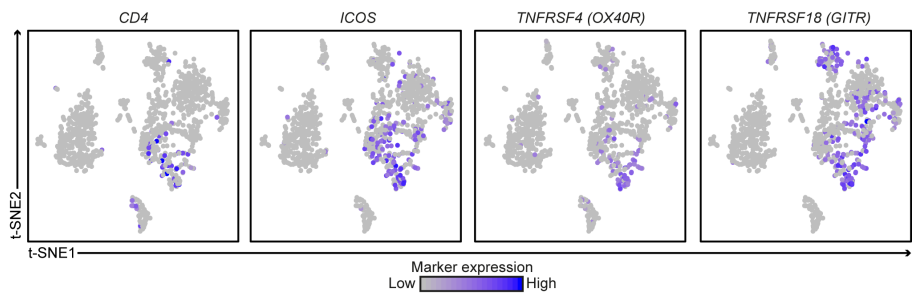 CD4
ICOS
TNFRSF4 (OX40R)
TNFRSF18 (GITR)
t-SNE2
t-SNE1
Marker expression
Low High